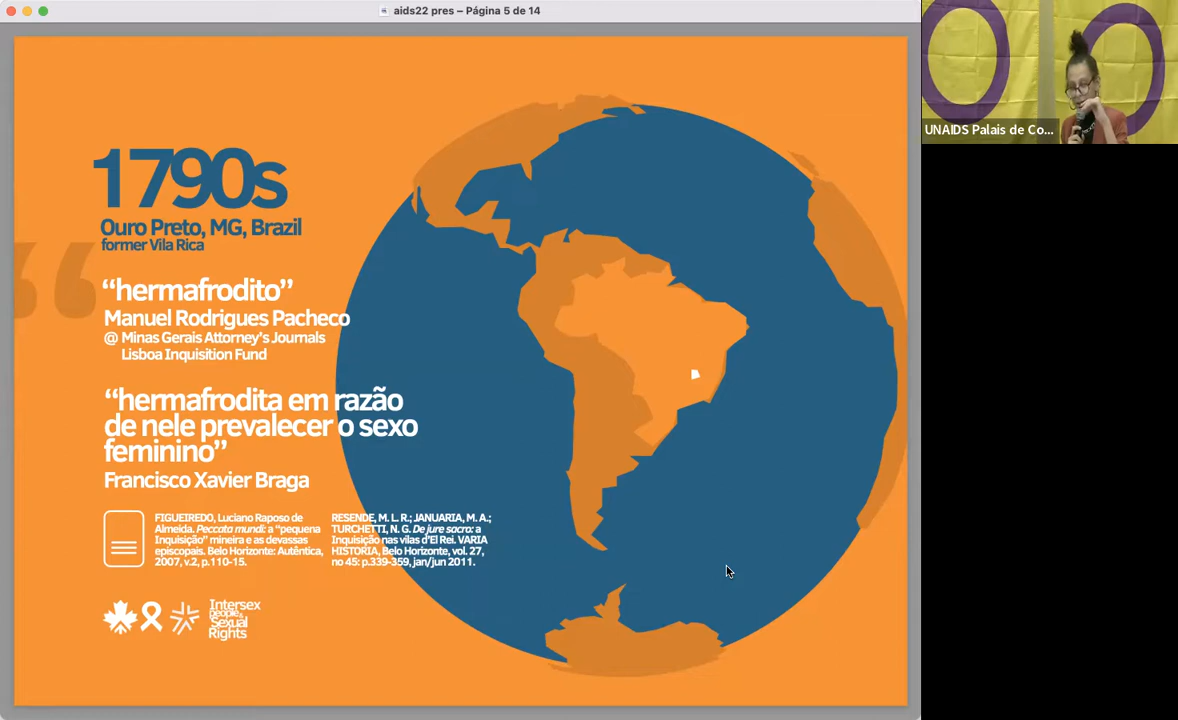 aids22 pres – Página 5 de 14
UNAIDS Palais de Co...
1790s
Ouro Preto, MG, Brazil
former Vila Rica
“
“hermafrodito”
Manuel Rodrigues Pacheco
@ Minas Gerais Attorney's Journals
Lisboa Inquisition Fund
“hermafrodita em razão
de nele prevalecer o sexo
feminino”
Francisco Xavier Braga
FIGUEIREDO, Luciano Raposo de
Almeida. Peccata mundi: a “pequena
Inquisição” mineira e as devassas
episcopais. Belo Horizonte: Autêntica,
2007, v.2, p.110-15.
RESENDE, M. L. R.; JANUARIA, M. A.;
TURCHETTI, N. G. De jure sacro: a
Inquisição nas vilas d'El Rei. VARIA
HISTORIA, Belo Horizonte, vol. 27,
no 45: p.339-359, jan/jun 2011.
Intersex
people &
Sexual
Rights